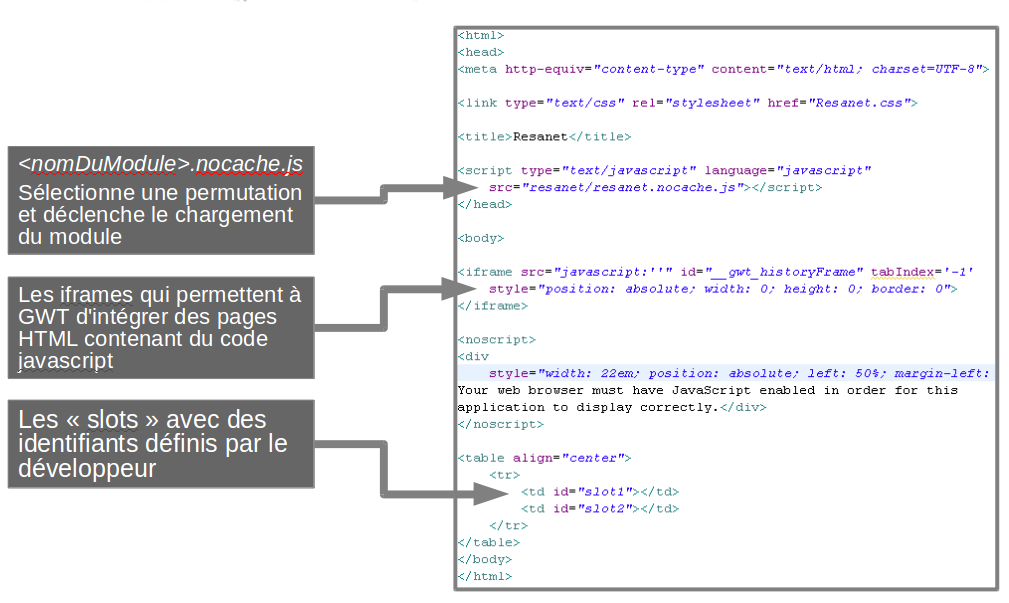 <nomDuModule>.nocache.js
Sélectionne une permutation
et déclenche le chargement
du module
Les iframes qui permettent à
GWT d'intégrer des pages
HTML contenant du code
javascript
Les « slots » avec des
identifiants définis par le
développeur
<html>
<head>
<meta http-equiv="content-type" content="text/html; charset=UTF-8">
<link type="text/css" rel="stylesheet" href="Resanet.css">
<title>Resanet</title>
<script type="text/javascript" language="javascript"
src="resanet/resanet.nocache.js"></script>
</head>
<body>
<iframe src="javascript:''" id="__gwt_historyFrame" tabIndex='-1'
style="position: absolute; width: 0; height: 0; border: 0">
</iframe>
<noscript>
<div
style="width: 22em; position: absolute; left: 50%; margin-left:
Your web browser must have JavaScript enabled in order for this
application to display correctly.</div>
</noscript>
<table align="center">
<tr>
<td id="slot1"></td>
<td id="slot2"></td>
</tr>
</table>
</body>
</html>